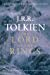 J.R.R.
TOLKIEN
THE
LORD
OF THE
RINGS